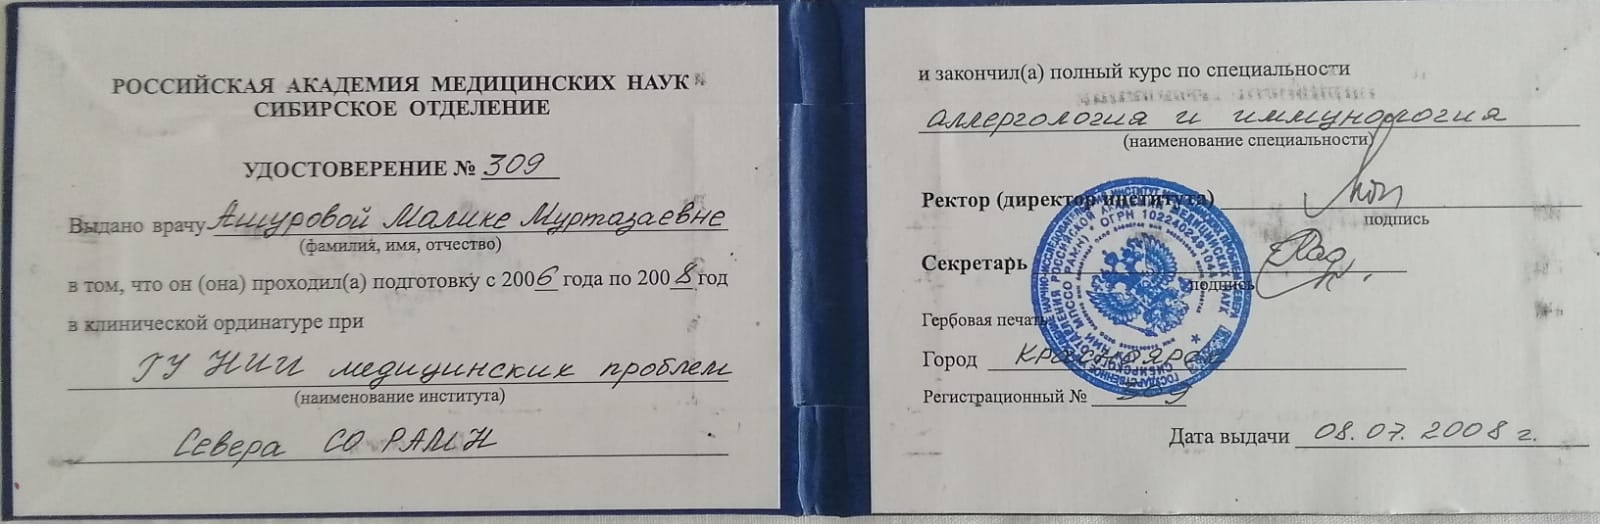 РОССИЙСКАЯ АКАДЕМИЯ МЕДИЦИНСКИХ НАУК
СИБИРСКОЕ ОТДЕЛЕНИЕ
УДОСТОВЕРЕНИЕ № 309
Выдано врачу Ашуровой Малике Муртазаевне
(фамилия, имя, отчество)
в том, что он (она) проходил(а) подготовку с 2006 года по 2008 год
в клинической ординатуре при
ГУ НИИ медицинских проблем
(наименование института)
Севера СО РАМН
и закончил(а) полный курс по специальности
аллергология и иммунология
(наименование специальности)
Ректор (директор института)
подпись
Секретарь
подпись
Гербовая печать
Город Красноярск
Регистрационный №
Дата выдачи 08.07.2008 г.